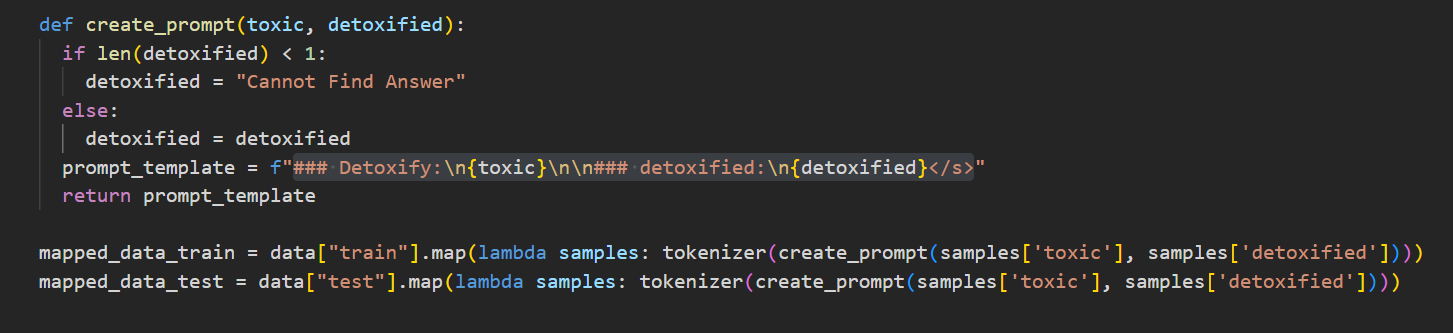 def create_prompt(toxic, detoxified):
if len(detoxified) < 1:
detoxified = "Cannot Find Answer"
else:
detoxified = detoxified
prompt_template = f"### Detoxify:\n{toxic}\n\n### detoxified:\n{detoxified}</s>"
return prompt_template
mapped_data_train = data["train"].map(lambda samples: tokenizer(create_prompt(samples['toxic'], samples['detoxified'])))
mapped_data_test = data["test"].map(lambda samples: tokenizer(create_prompt(samples['toxic'], samples['detoxified'])))